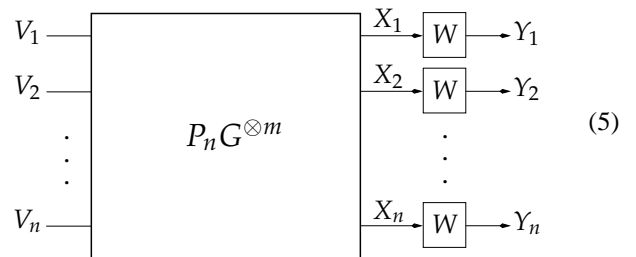 V₁ X₁ W Y₁
V₂ X₂ W Y₂
PₙG^{⊗m} (5)
Vₙ Xₙ W Yₙ